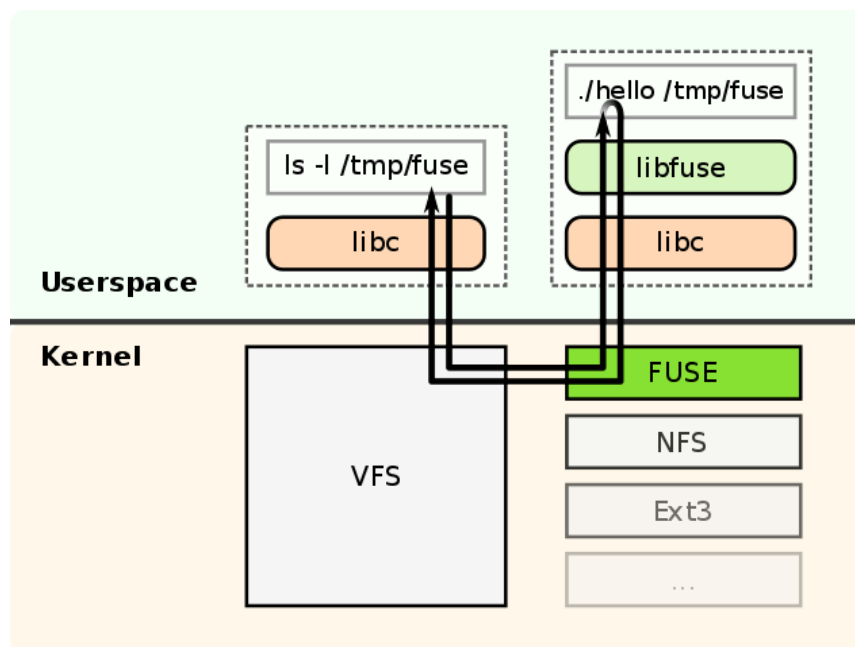 ./hello /tmp/fuse
ls -l /tmp/fuse
libfuse
libc
libc
Userspace
Kernel
FUSE
NFS
VFS
Ext3
...